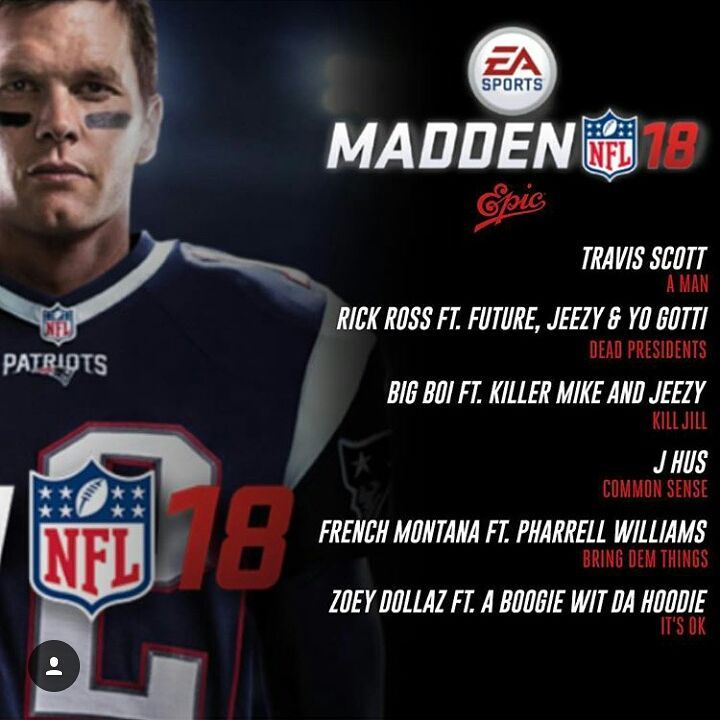 EA
SPORTS
MADDEN NFL 18
Epic
TRAVIS SCOTT
A MAN
RICK ROSS FT. FUTURE, JEEZY & YO GOTTI
DEAD PRESIDENTS
BIG BOI FT. KILLER MIKE AND JEEZY
KILL JILL
J HUS
COMMON SENSE
FRENCH MONTANA FT. PHARRELL WILLIAMS
BRING DEM THINGS
ZOEY DOLLAZ FT. A BOOGIE WIT DA HOODIE
IT'S OK
NFL
PATRIOTS
2
NFL 18